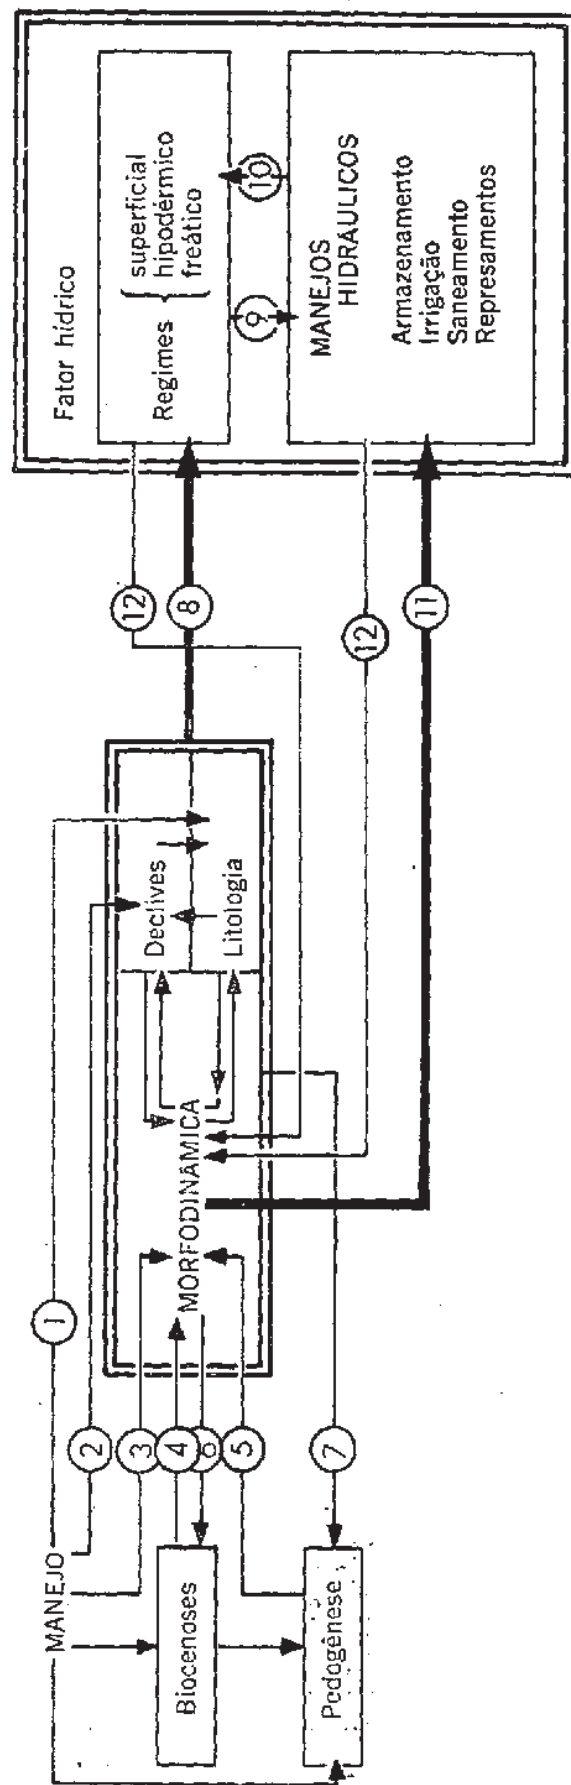 MANEJO
1
2
3
4
6
5
7
Biocenoses
Pedogênese
MORFODINÂMICA
Declives
Litologia
12
8
12
11
Fator hídrico
Regimes { superficial
hipodérmico
freático
9
10
MANEJOS
HIDRÁULICOS
Armazenamento
Irrigação
Saneamento
Represamentos